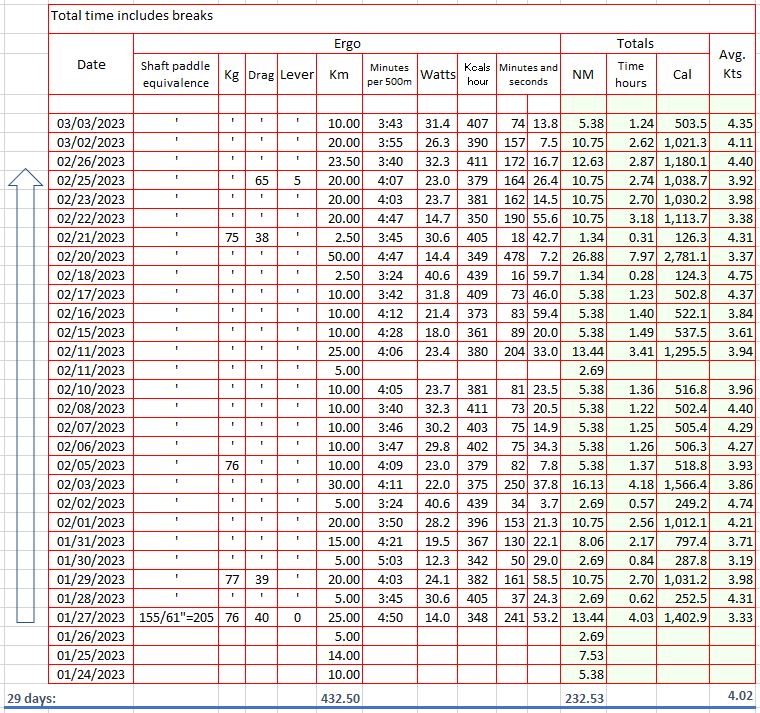 Total time includes breaks
Date Ergo Totals Avg. Kts
Shaft paddle equivalence Kg Drag Lever Km Minutes per 500m Watts Kcals hour Minutes and seconds NM Time hours Cal
03/03/2023 ' ' ' ' 10.00 3:43 31.4 407 74 13.8 5.38 1.24 503.5 4.35
03/02/2023 ' ' ' ' 20.00 3:55 26.3 390 157 7.5 10.75 2.62 1,021.3 4.11
02/26/2023 ' ' ' ' 23.50 3:40 32.3 411 172 16.7 12.63 2.87 1,180.1 4.40
02/25/2023 ' ' 65 5 20.00 4:07 23.0 379 164 26.4 10.75 2.74 1,038.7 3.92
02/23/2023 ' ' ' ' 20.00 4:03 23.7 381 162 14.5 10.75 2.70 1,030.2 3.98
02/22/2023 ' ' ' ' 20.00 4:47 14.7 350 190 55.6 10.75 3.18 1,113.7 3.38
02/21/2023 ' 75 38 ' 2.50 3:45 30.6 405 18 42.7 1.34 0.31 126.3 4.31
02/20/2023 ' ' ' ' 50.00 4:47 14.4 349 478 7.2 26.88 7.97 2,781.1 3.37
02/18/2023 ' ' ' ' 2.50 3:24 40.6 439 16 59.7 1.34 0.28 124.3 4.75
02/17/2023 ' ' ' ' 10.00 3:42 31.8 409 73 46.0 5.38 1.23 502.8 4.37
02/16/2023 ' ' ' ' 10.00 4:12 21.4 373 83 59.4 5.38 1.40 522.1 3.84
02/15/2023 ' ' ' ' 10.00 4:28 18.0 361 89 20.0 5.38 1.49 537.5 3.61
02/11/2023 ' ' ' ' 25.00 4:06 23.4 380 204 33.0 13.44 3.41 1,295.5 3.94
02/11/2023 5.00 2.69
02/10/2023 ' ' ' ' 10.00 4:05 23.7 381 81 23.5 5.38 1.36 516.8 3.96
02/08/2023 ' ' ' ' 10.00 3:40 32.3 411 73 20.5 5.38 1.22 502.4 4.40
02/07/2023 ' ' ' ' 10.00 3:46 30.2 403 75 14.9 5.38 1.25 505.4 4.29
02/06/2023 ' ' ' ' 10.00 3:47 29.8 402 75 34.3 5.38 1.26 506.3 4.27
02/05/2023 ' 76 ' ' 10.00 4:09 23.0 379 82 7.8 5.38 1.37 518.8 3.93
02/03/2023 ' ' ' ' 30.00 4:11 22.0 375 250 37.8 16.13 4.18 1,566.4 3.86
02/02/2023 ' ' ' ' 5.00 3:24 40.6 439 34 3.7 2.69 0.57 249.2 4.74
02/01/2023 ' ' ' ' 20.00 3:50 28.2 396 153 21.3 10.75 2.56 1,012.1 4.21
01/31/2023 ' ' ' ' 15.00 4:21 19.5 367 130 22.1 8.06 2.17 797.4 3.71
01/30/2023 ' ' ' ' 5.00 5:03 12.3 342 50 29.0 2.69 0.84 287.8 3.19
01/29/2023 ' 77 39 ' 20.00 4:03 24.1 382 161 58.5 10.75 2.70 1,031.2 3.98
01/28/2023 ' ' ' ' 5.00 3:45 30.6 405 37 24.3 2.69 0.62 252.5 4.31
01/27/2023 155/61"=205 76 40 0 25.00 4:50 14.0 348 241 53.2 13.44 4.03 1,402.9 3.33
01/26/2023 5.00 2.69
01/25/2023 14.00 7.53
01/24/2023 10.00 5.38
29 days: 432.50 232.53 4.02